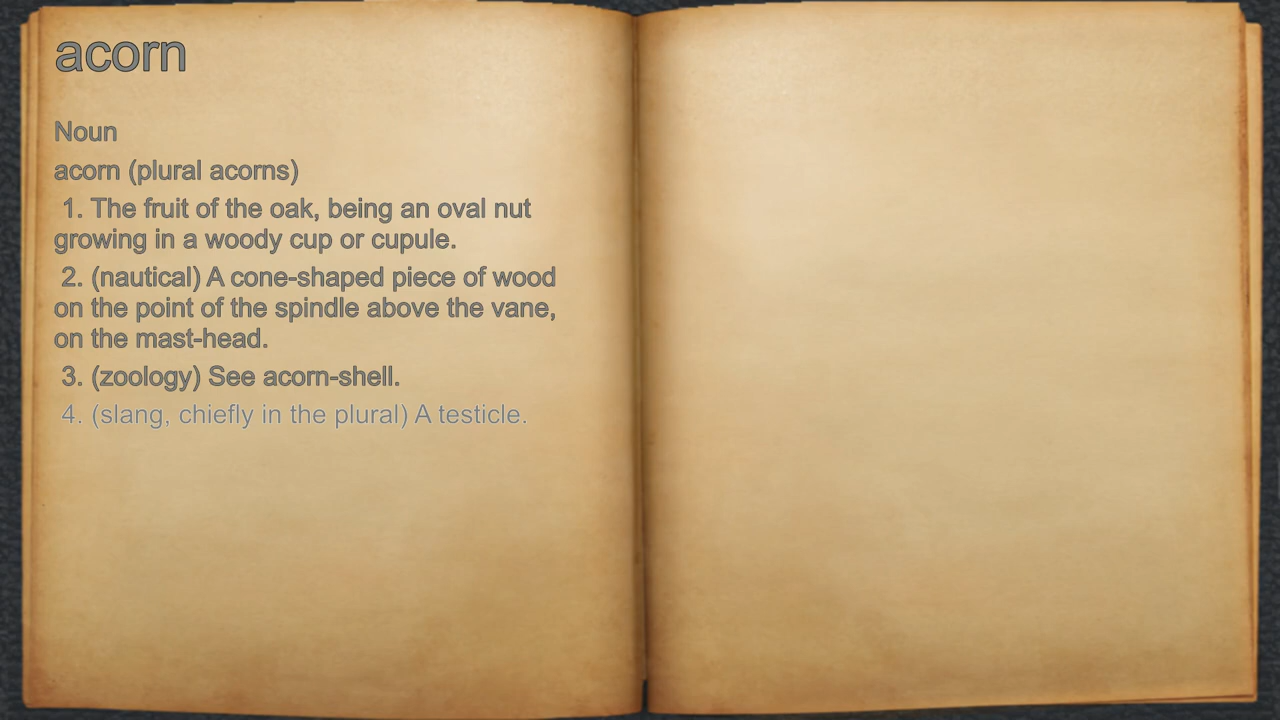 acorn
Noun
acorn (plural acorns)
1. The fruit of the oak, being an oval nut
growing in a woody cup or cupule.
2. (nautical) A cone-shaped piece of wood
on the point of the spindle above the vane,
on the mast-head.
3. (zoology) See acorn-shell.
4. (slang, chiefly in the plural) A testicle.